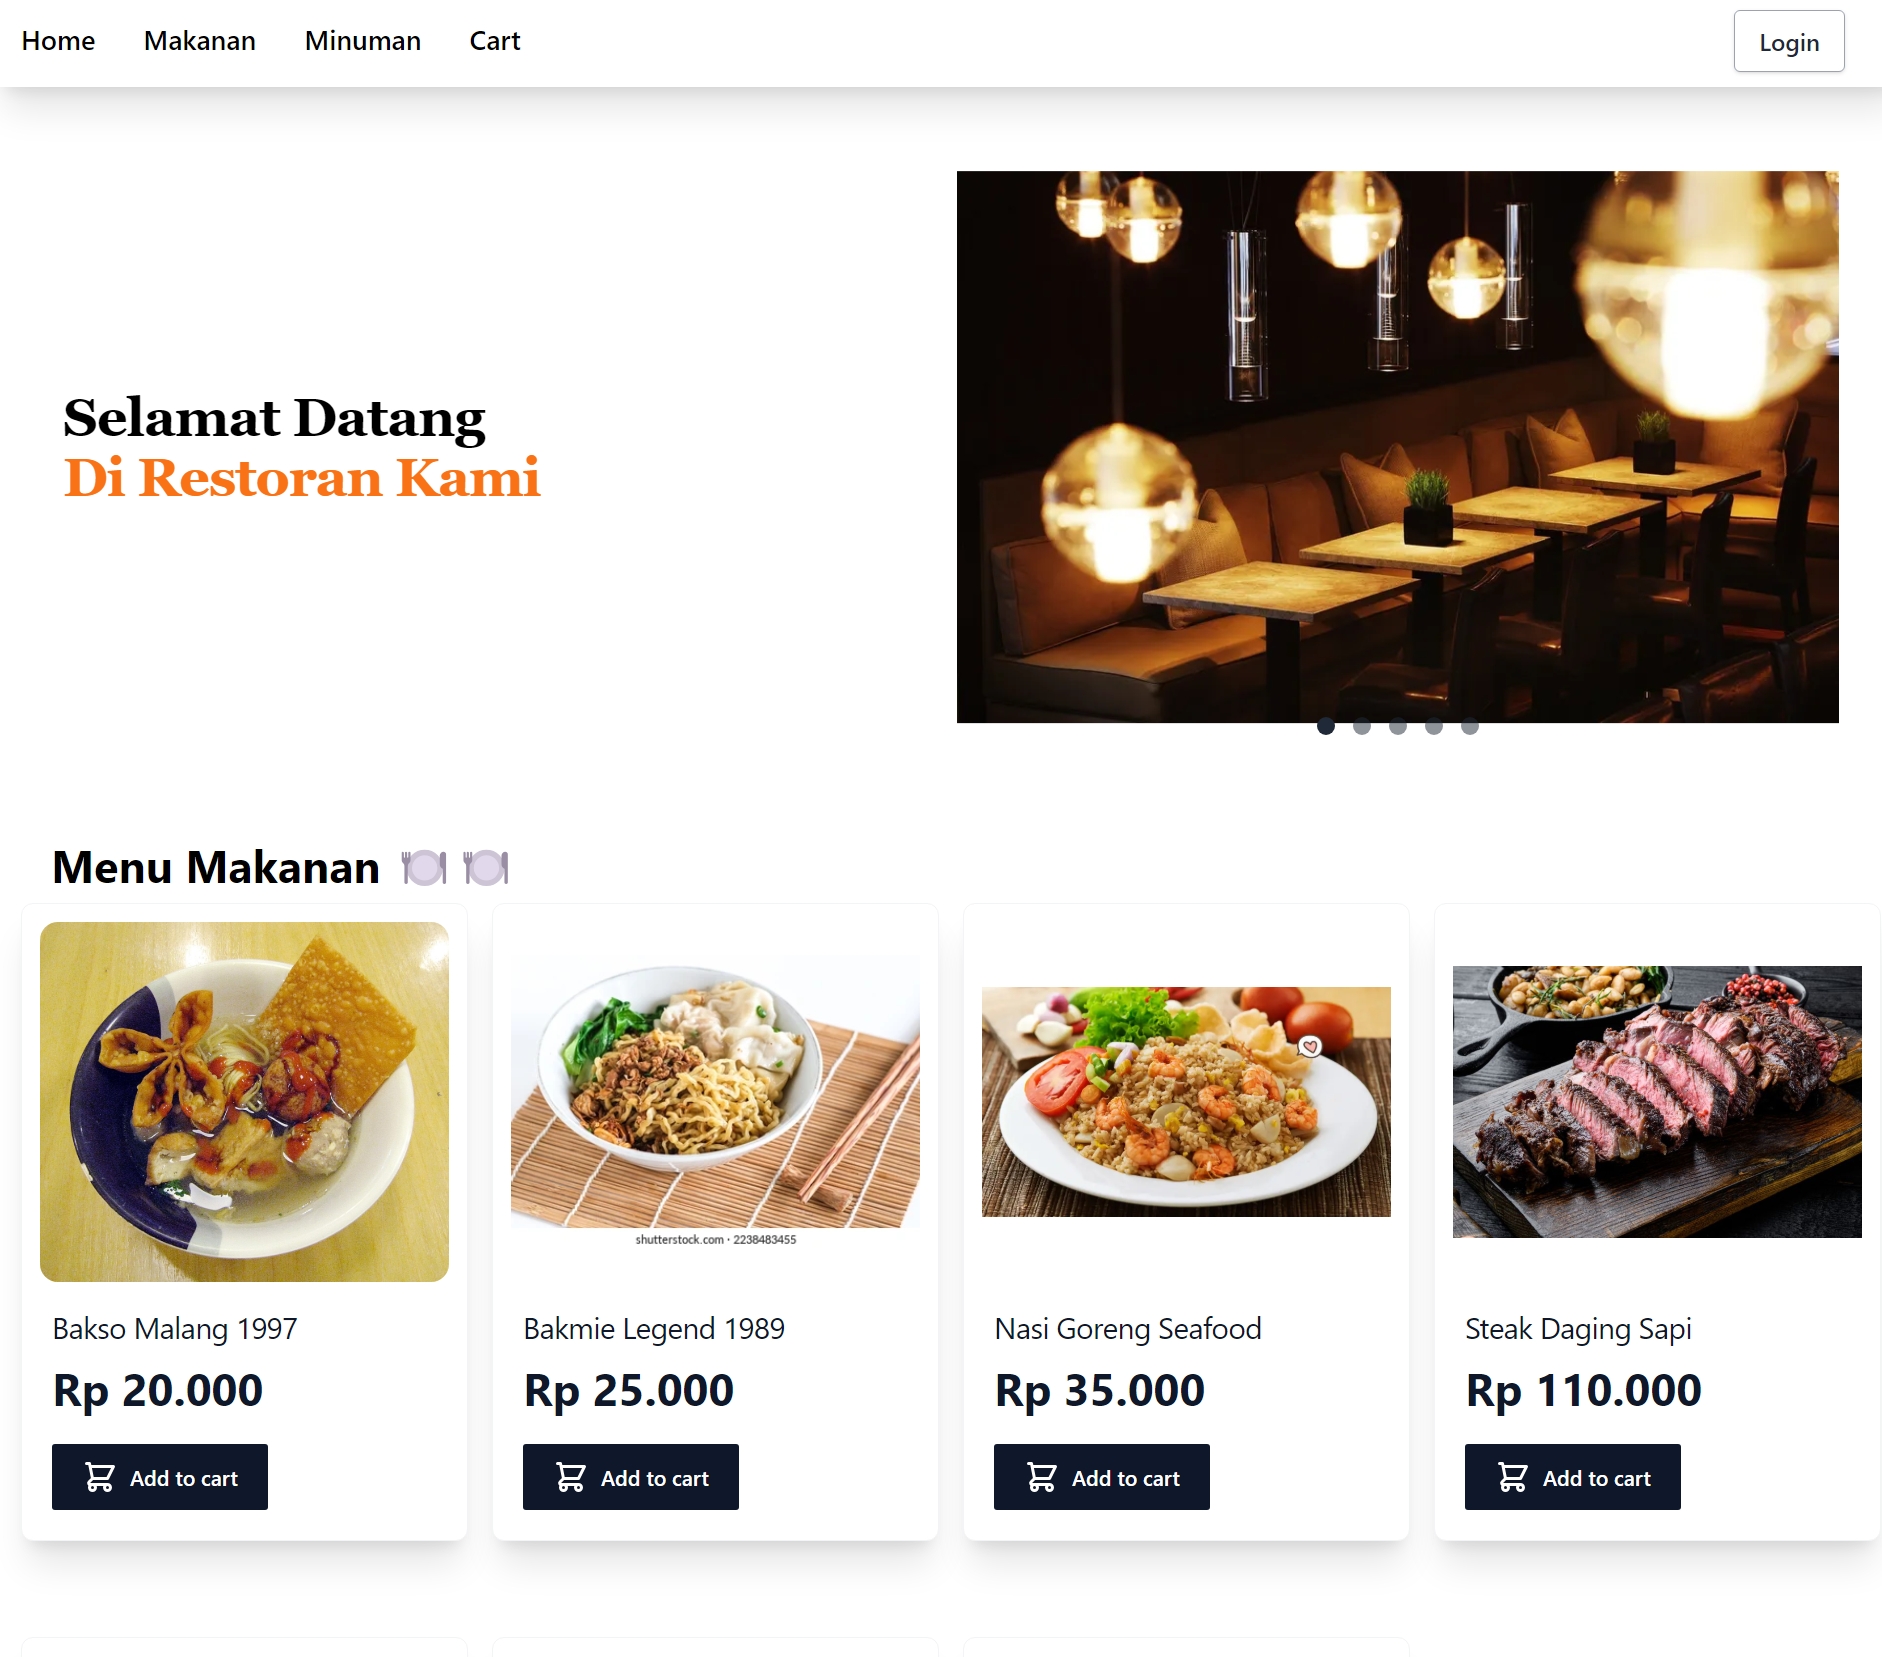 Home Makanan Minuman Cart Login
Selamat Datang
Di Restoran Kami
Menu Makanan
shutterstock.com · 2238483455
Bakso Malang 1997
Rp 20.000
Add to cart
Bakmie Legend 1989
Rp 25.000
Add to cart
Nasi Goreng Seafood
Rp 35.000
Add to cart
Steak Daging Sapi
Rp 110.000
Add to cart